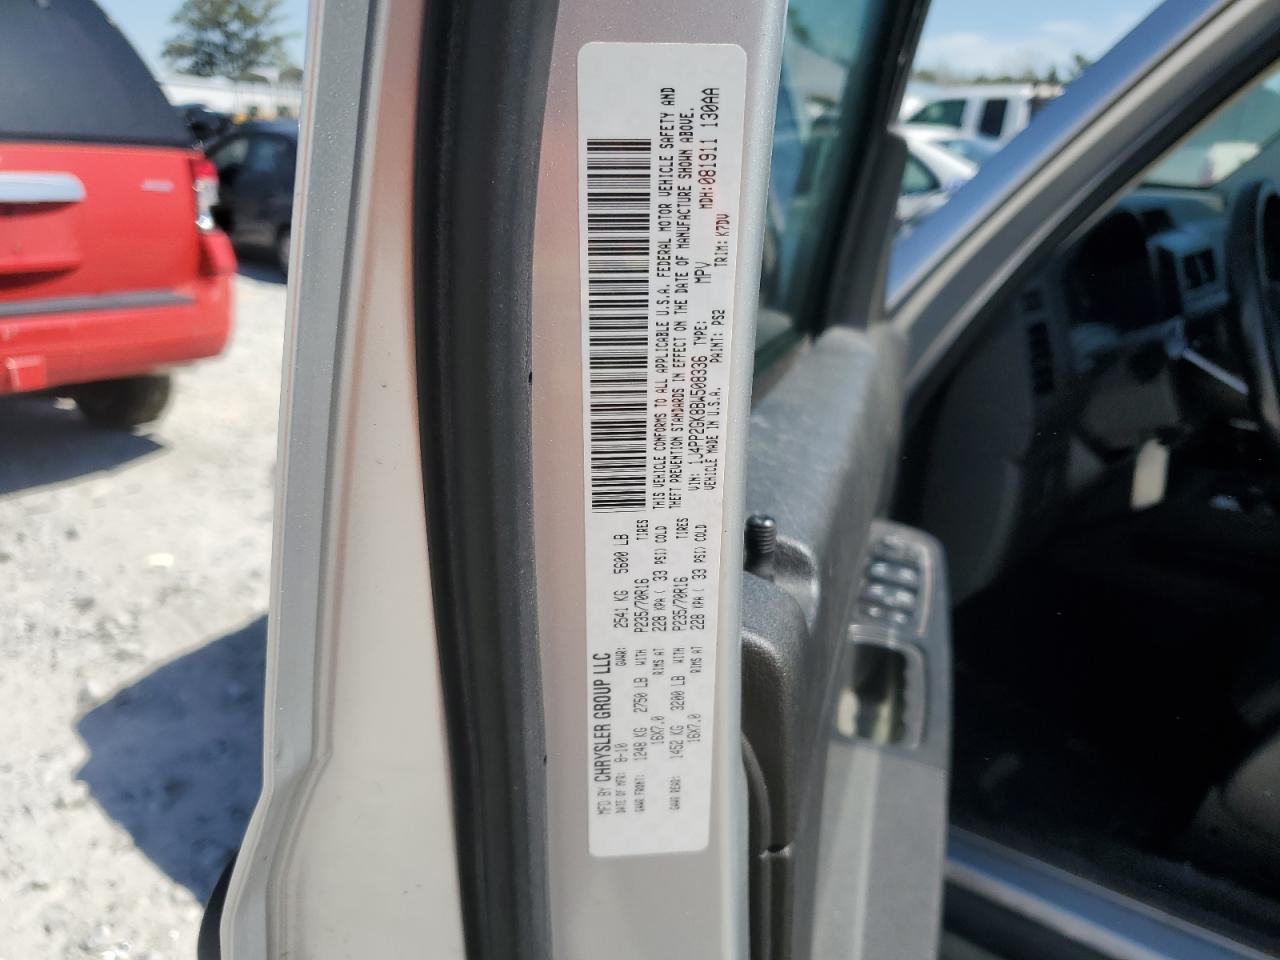 MFD BY CHRYSLER GROUP LLC
DATE OF MFR: 8-10 GVWR: 2541 KG 5600 LB
GAWR FRONT: 1248 KG 2750 LB WITH P235/70R16 TIRES
16X7.0 RIMS AT 228 KPA ( 33 PSI) COLD
GAWR REAR: 1452 KG 3200 LB WITH P235/70R16 TIRES
16X7.0 RIMS AT 228 KPA ( 33 PSI) COLD
THIS VEHICLE CONFORMS TO ALL APPLICABLE U.S.A. FEDERAL MOTOR VEHICLE SAFETY AND
THEFT PREVENTION STANDARDS IN EFFECT ON THE DATE OF MANUFACTURE SHOWN ABOVE.
VIN: 1J4PP2GK8BW508336 TYPE: MPV MDH:081911 130AA
VEHICLE MADE IN U.S.A. PAINT: PS2 TRIM: K7DV